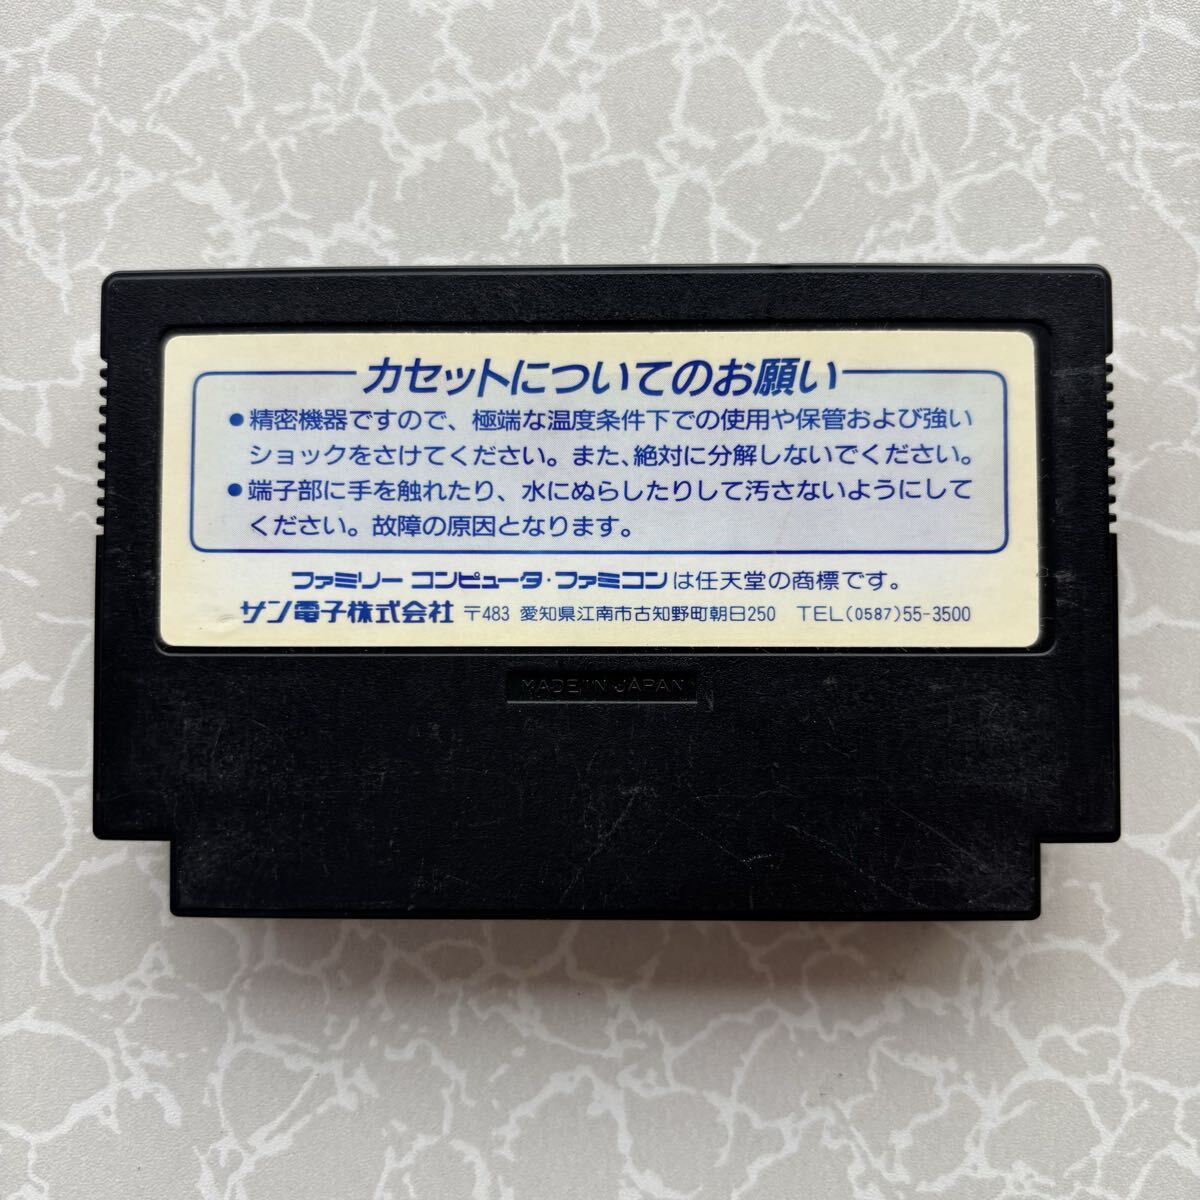 カセットについてのお願い
●精密機器ですので、極端な温度条件下での使用や保管および強い
ショックをさけてください。また、絶対に分解しないでください。
●端子部に手を触れたり、水にぬらしたりして汚さないようにして
ください。故障の原因となります。
ファミリー コンピュータ・ファミコンは任天堂の商標です。
サン電子株式会社 〒483 愛知県江南市古知野町朝日250 TEL(0587)55-3500
MADE IN JAPAN